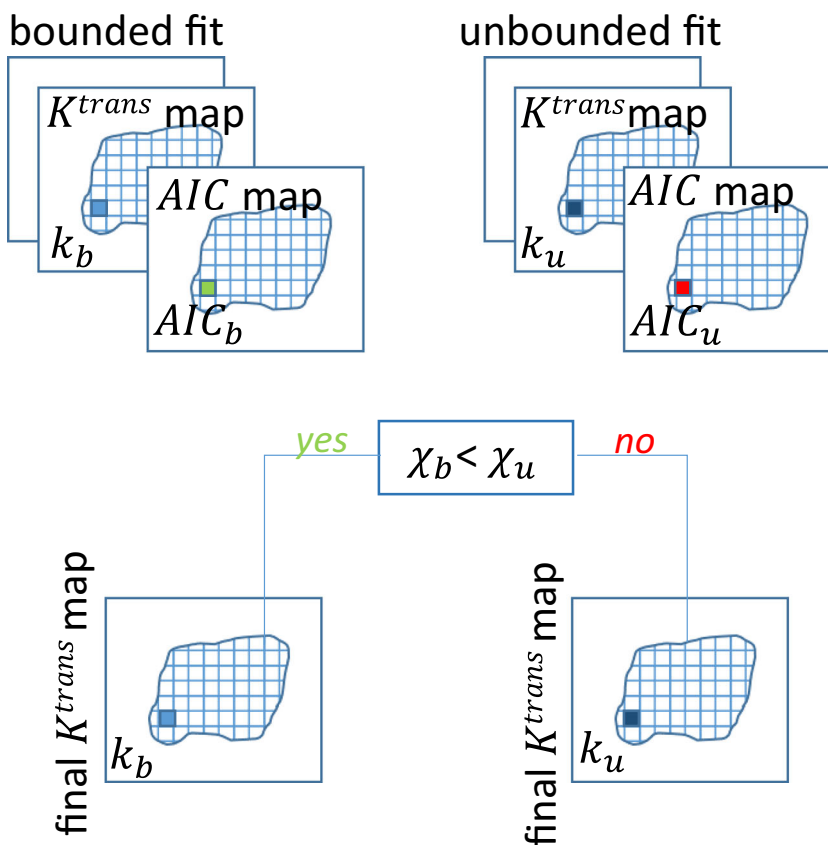 bounded fit
unbounded fit
K^trans map
K^trans map
AIC map
AIC map
k_b
k_u
AIC_b
AIC_u
yes
χ_b < χ_u
no
final K^trans map
final K^trans map
k_b
k_u